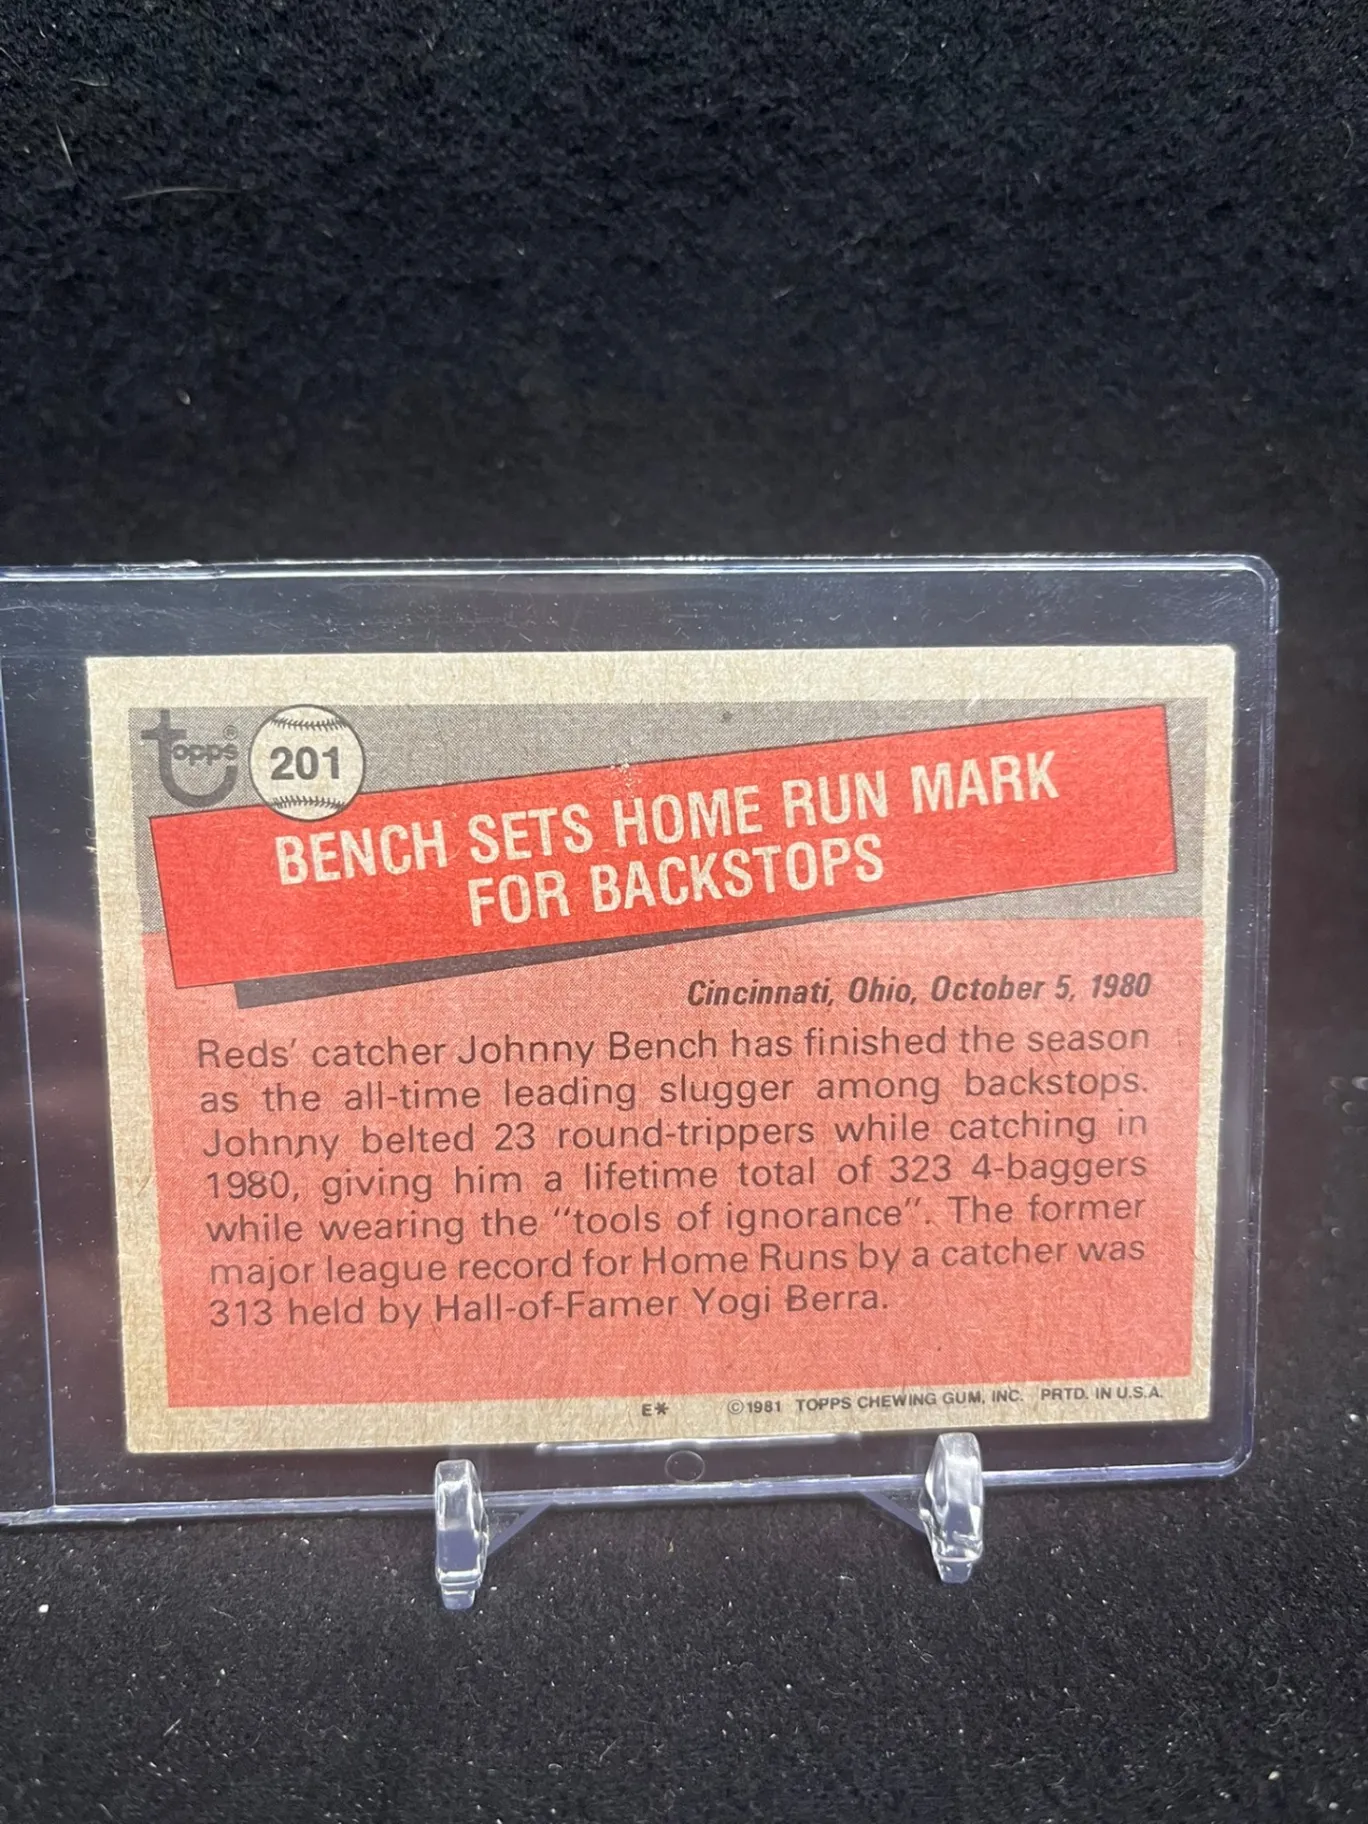 topps®
201
BENCH SETS HOME RUN MARK
FOR BACKSTOPS
Cincinnati, Ohio, October 5, 1980
Reds' catcher Johnny Bench has finished the season
as the all-time leading slugger among backstops.
Johnny belted 23 round-trippers while catching in
1980, giving him a lifetime total of 323 4-baggers
while wearing the "tools of ignorance". The former
major league record for Home Runs by a catcher was
313 held by Hall-of-Famer Yogi Berra.
E* ©1981 TOPPS CHEWING GUM, INC. PRTD. IN U.S.A.